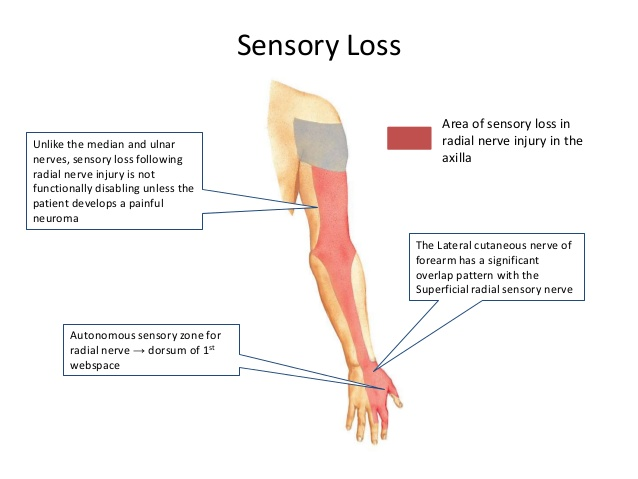 Sensory Loss
Unlike the median and ulnar
nerves, sensory loss following
radial nerve injury is not
functionally disabling unless the
patient develops a painful
neuroma
Area of sensory loss in
radial nerve injury in the
axilla
The Lateral cutaneous nerve of
forearm has a significant
overlap pattern with the
Superficial radial sensory nerve
Autonomous sensory zone for
radial nerve → dorsum of 1st
webspace